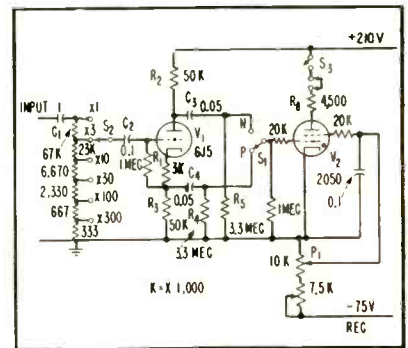 +210V
S3
R2
50K
C3
0.05
R6
4,500
INPUT
1
x1
C1
x3
S2
C2
N
20K
20K
67K
23K
0.1
V1
6J5
P
S1
V2
x10
1MEG
R1
3K
6,670
x30
C4
2050
2,330
x100
0.05
R5
1MEG
0.1
667
x300
R3
50K
R4
3.3 MEG
333
3.3 MEG
10K
P1
K = X 1,000
7.5K
-75V
REG